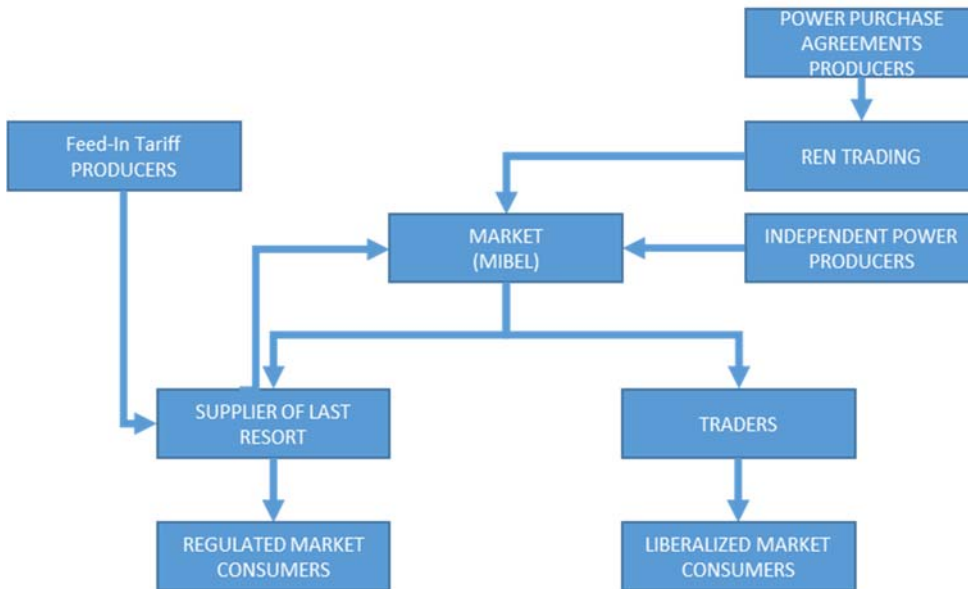 POWER PURCHASE
AGREEMENTS
PRODUCERS
Feed-In Tariff
PRODUCERS
REN TRADING
MARKET
(MIBEL)
INDEPENDENT POWER
PRODUCERS
SUPPLIER OF LAST
RESORT
TRADERS
REGULATED MARKET
CONSUMERS
LIBERALIZED MARKET
CONSUMERS